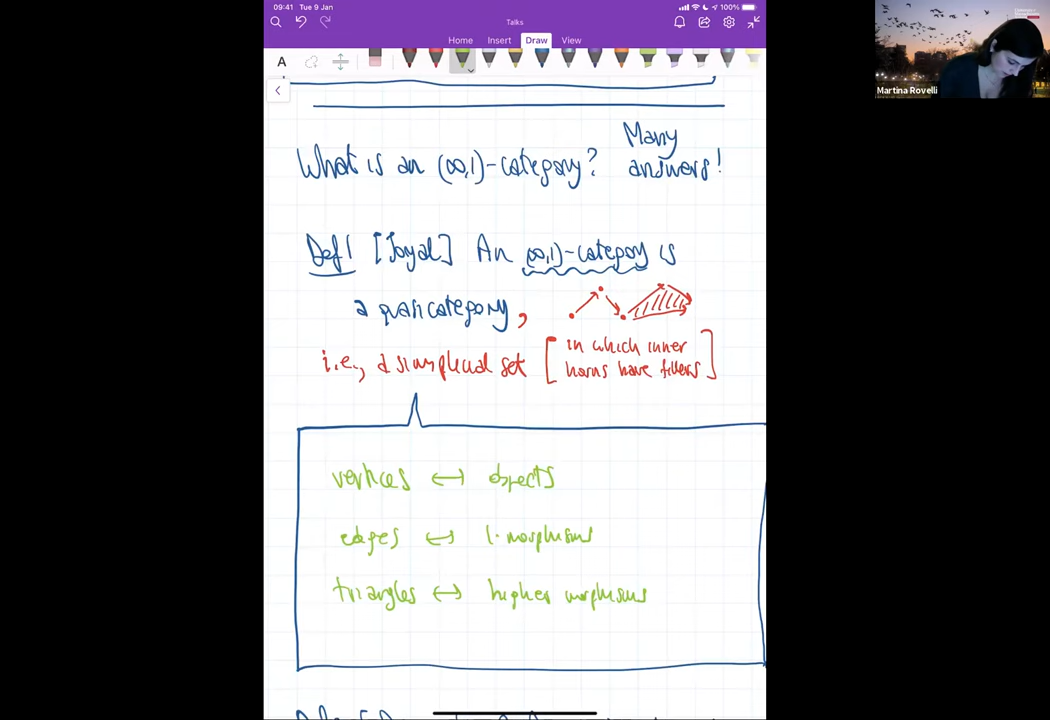 09:41 Tue 9 Jan
100%
Talks
Home Insert Draw View
A
Martina Rovelli
What is an (∞,1)-category? Many answers!
Def 1 [Joyal] An (∞,1)-category is
a quasicategory,
i.e., a simplicial set [in which inner
horns have fillers]
vertices ↔ objects
edges ↔ 1-morphisms
triangles ↔ higher morphisms